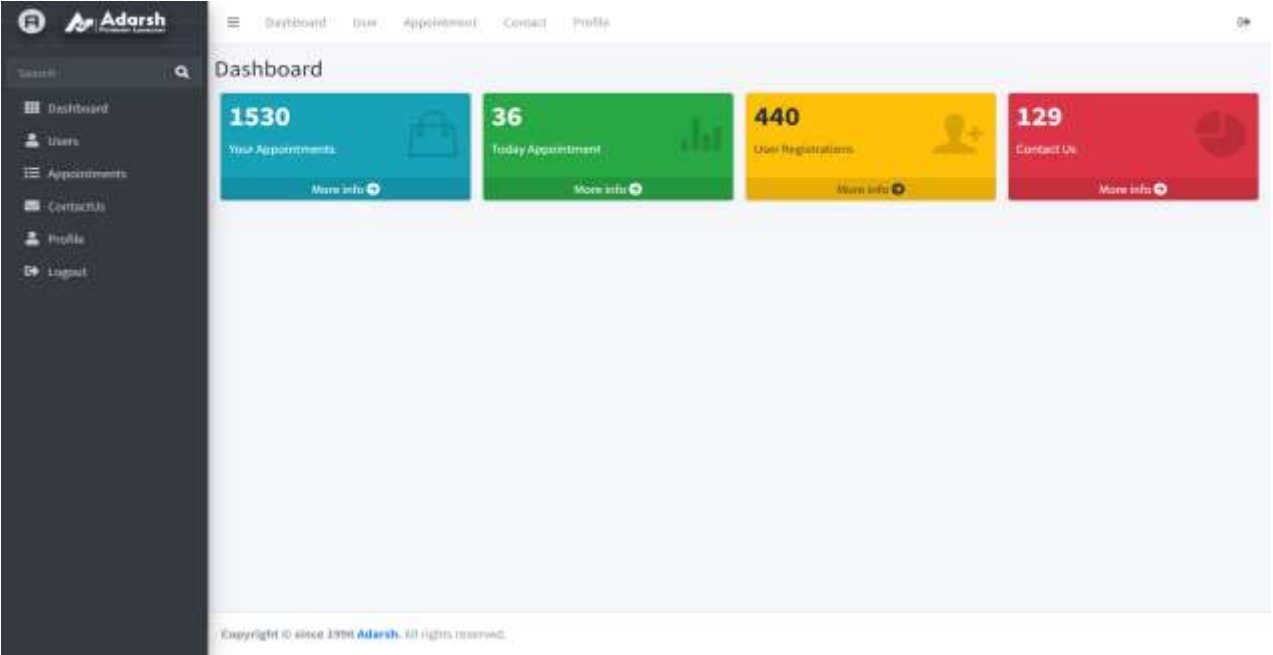 Adarsh
Dashboard User Appointment Contact Profile
Search
Dashboard
Users
Appointments
ContactUs
Profile
Logout
Dashboard
1530
Your Appointments
More info
36
Today Appointment
More info
440
User Registrations
More info
129
Contact Us
More info
Copyright © since 1998 Adarsh. All rights reserved.